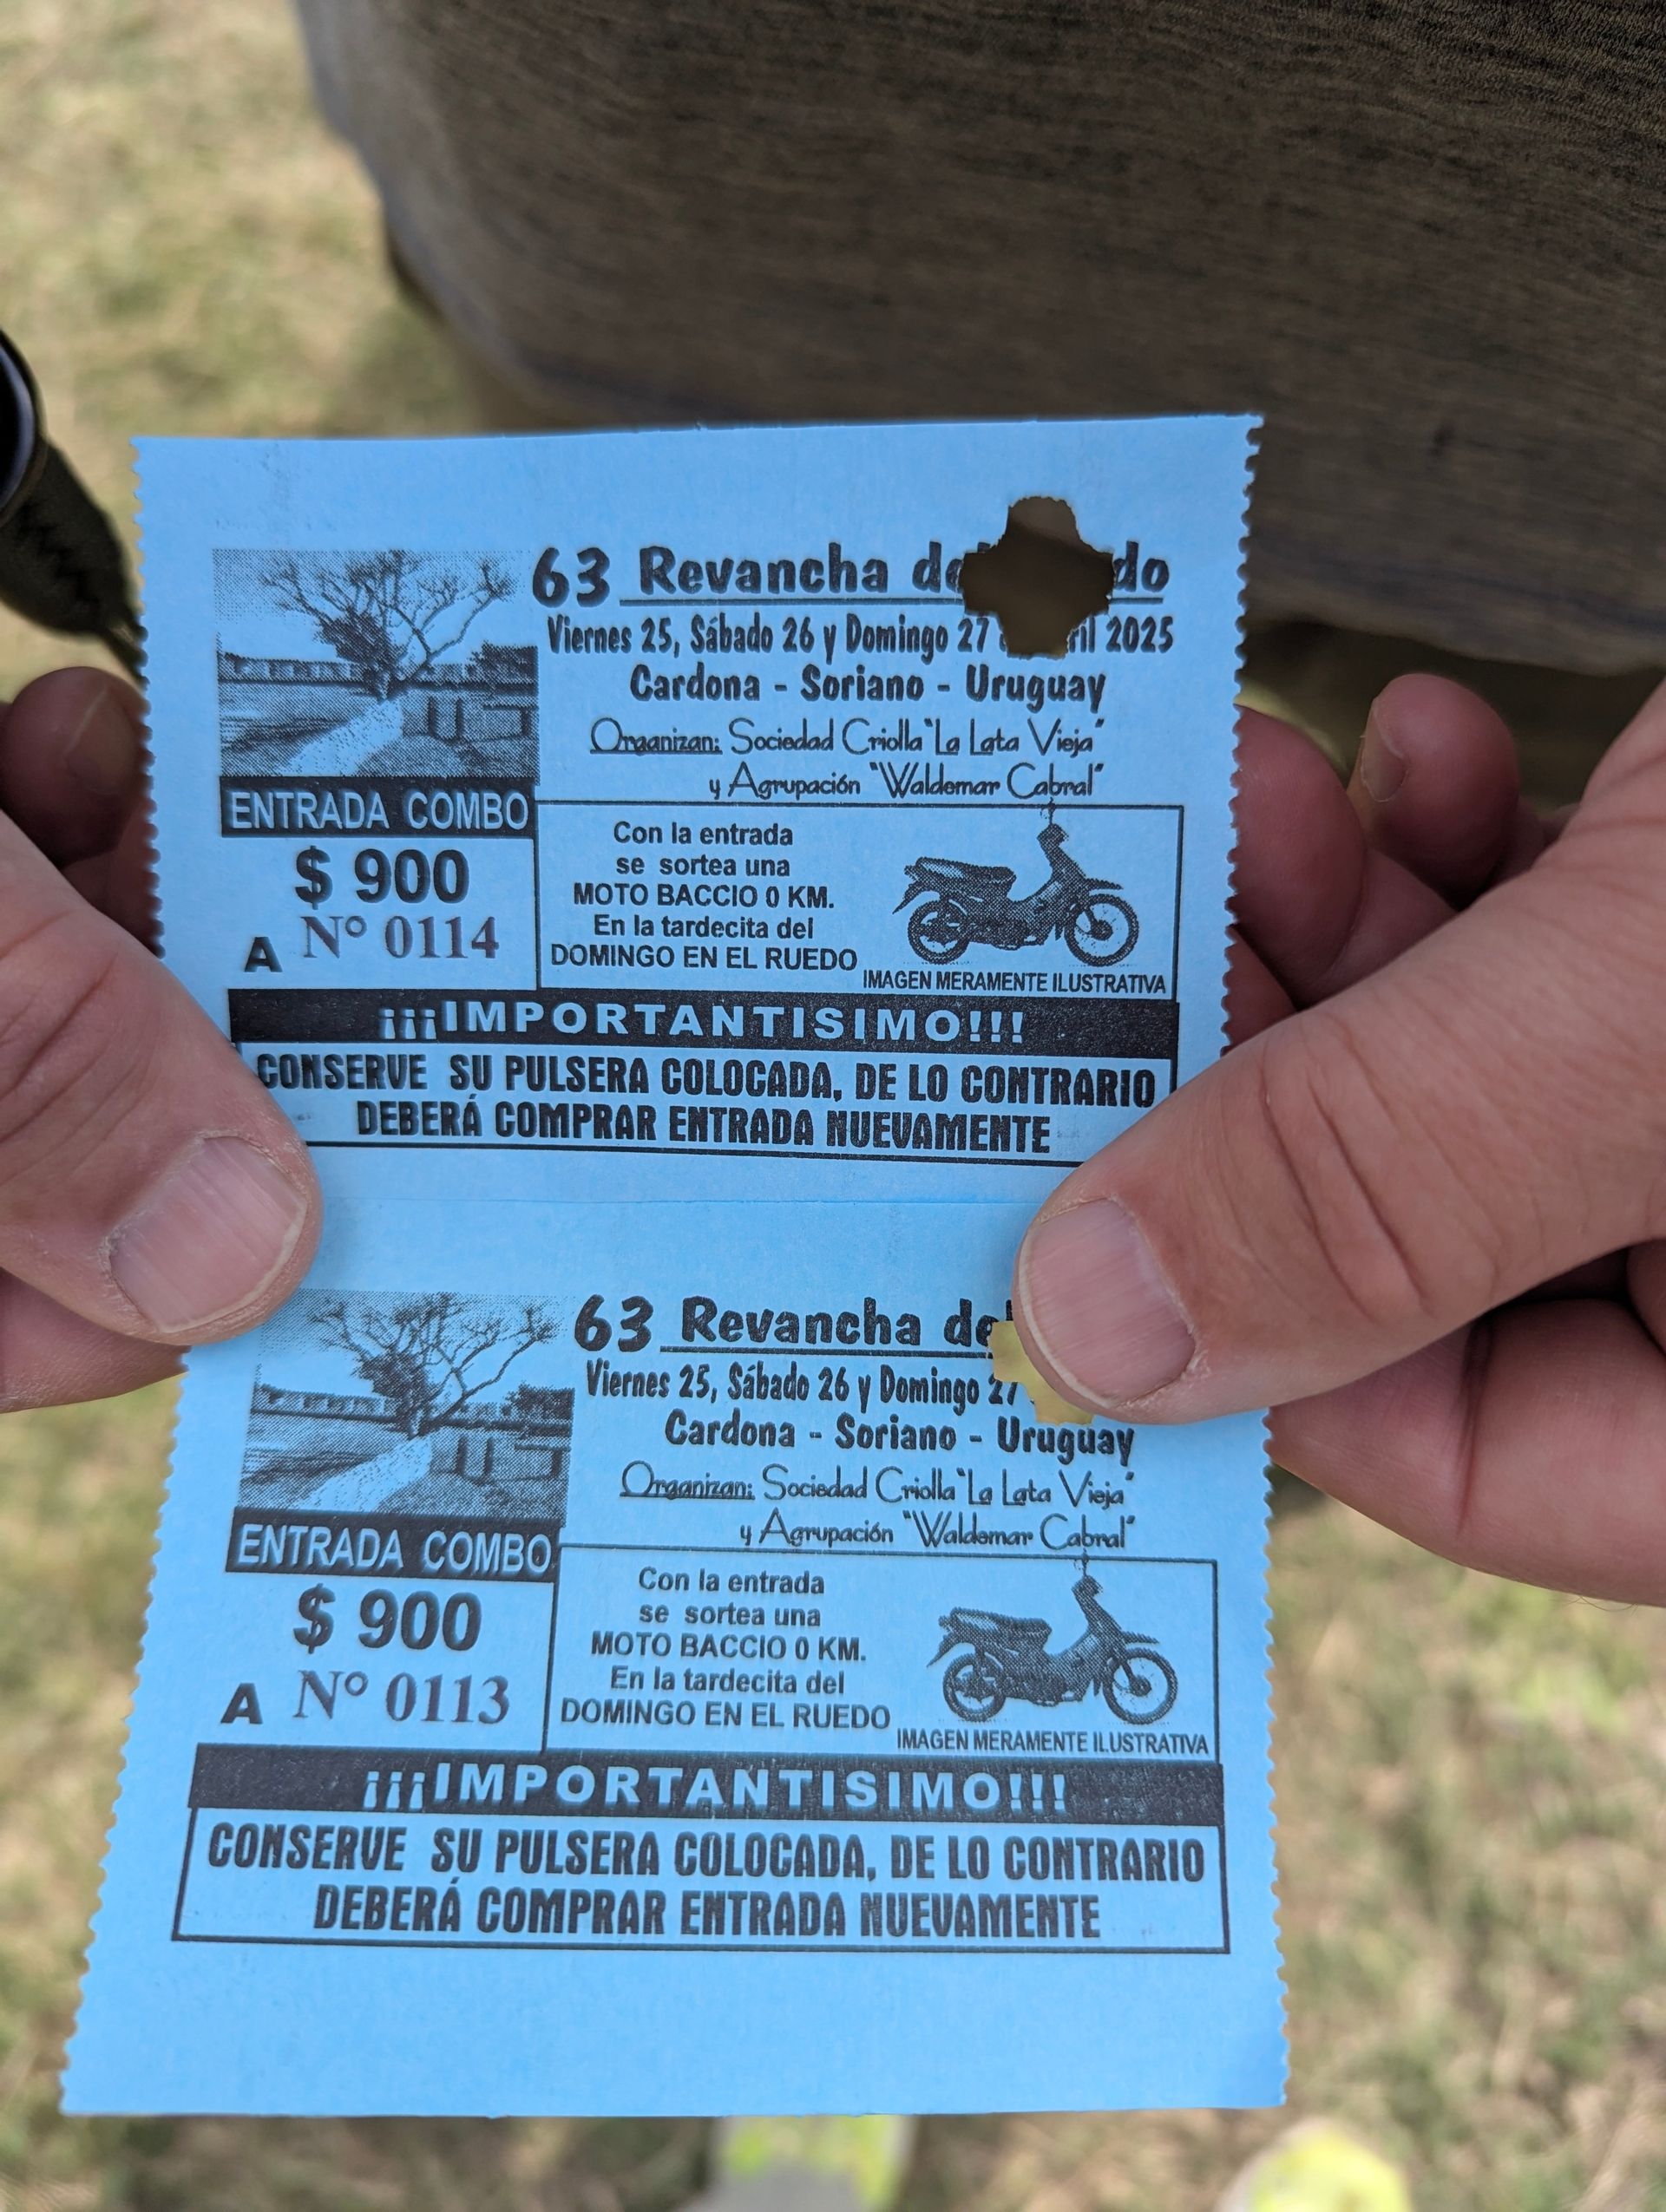 63 Revancha del
Viernes 25, Sábado 26 y Domingo 27 2025
Cardona - Soriano - Uruguay
Organizan: Sociedad Criolla "La Lata Vieja"
y Agrupación "Waldemar Cabral"
ENTRADA COMBO
$ 900
A N° 0114
Con la entrada
se sortea una
MOTO BACCIO 0 KM.
En la tardecita del
DOMINGO EN EL RUEDO
IMAGEN MERAMENTE ILUSTRATIVA
¡¡¡IMPORTANTISIMO!!!
CONSERVE SU PULSERA COLOCADA, DE LO CONTRARIO
DEBERÁ COMPRAR ENTRADA NUEVAMENTE
63 Revancha del
Viernes 25, Sábado 26 y Domingo 27
Cardona - Soriano - Uruguay
Organizan: Sociedad Criolla "La Lata Vieja"
y Agrupación "Waldemar Cabral"
ENTRADA COMBO
$ 900
A N° 0113
Con la entrada
se sortea una
MOTO BACCIO 0 KM.
En la tardecita del
DOMINGO EN EL RUEDO
IMAGEN MERAMENTE ILUSTRATIVA
¡¡¡IMPORTANTISIMO!!!
CONSERVE SU PULSERA COLOCADA, DE LO CONTRARIO
DEBERÁ COMPRAR ENTRADA NUEVAMENTE